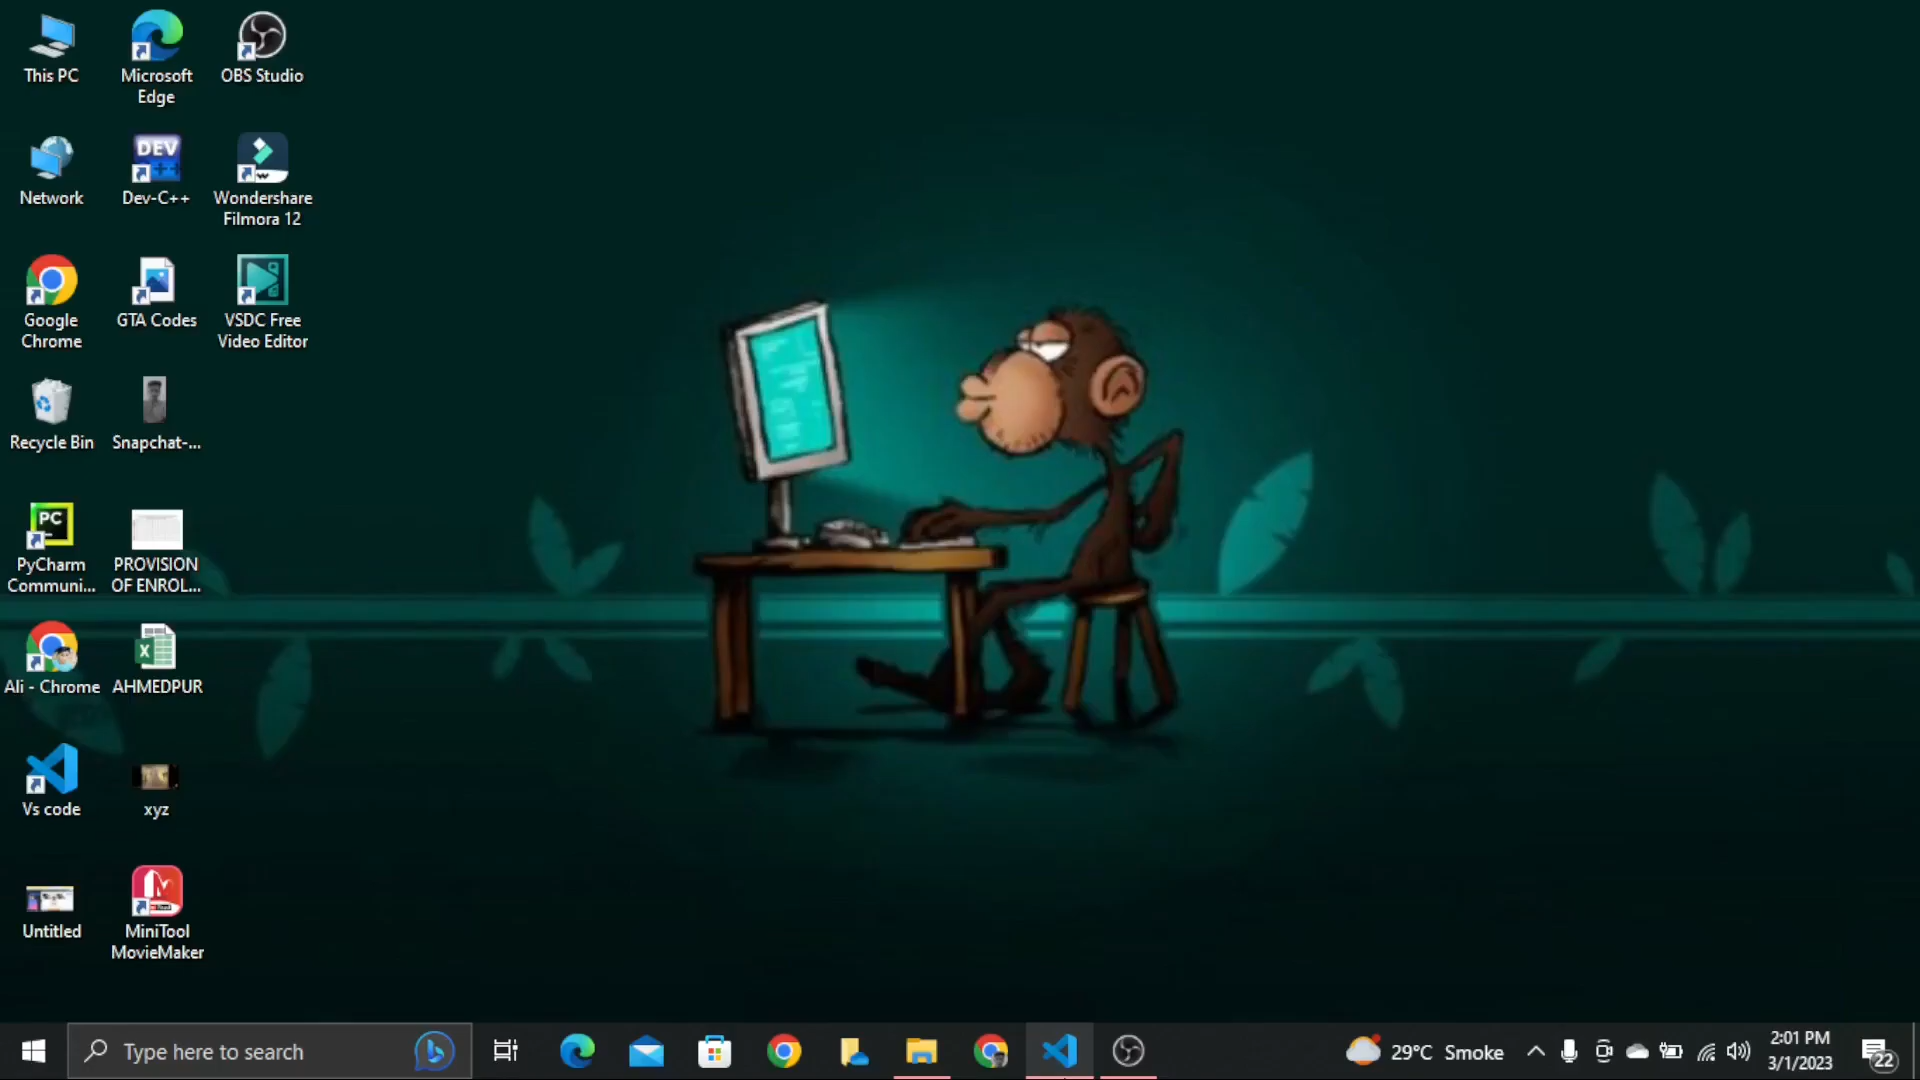 This PC
Microsoft
Edge
OBS Studio
Network
DEV
Dev-C++
Wondershare
Filmora 12
Google
Chrome
GTA Codes
VSDC Free
Video Editor
Recycle Bin
Snapchat-...
PC
PyCharm
Communi...
PROVISION
OF ENROL...
Ali - Chrome
X
AHMEDPUR
Vs code
xyz
Untitled
MiniTool
MovieMaker
Type here to search
29°C Smoke
2:01 PM
3/1/2023
22